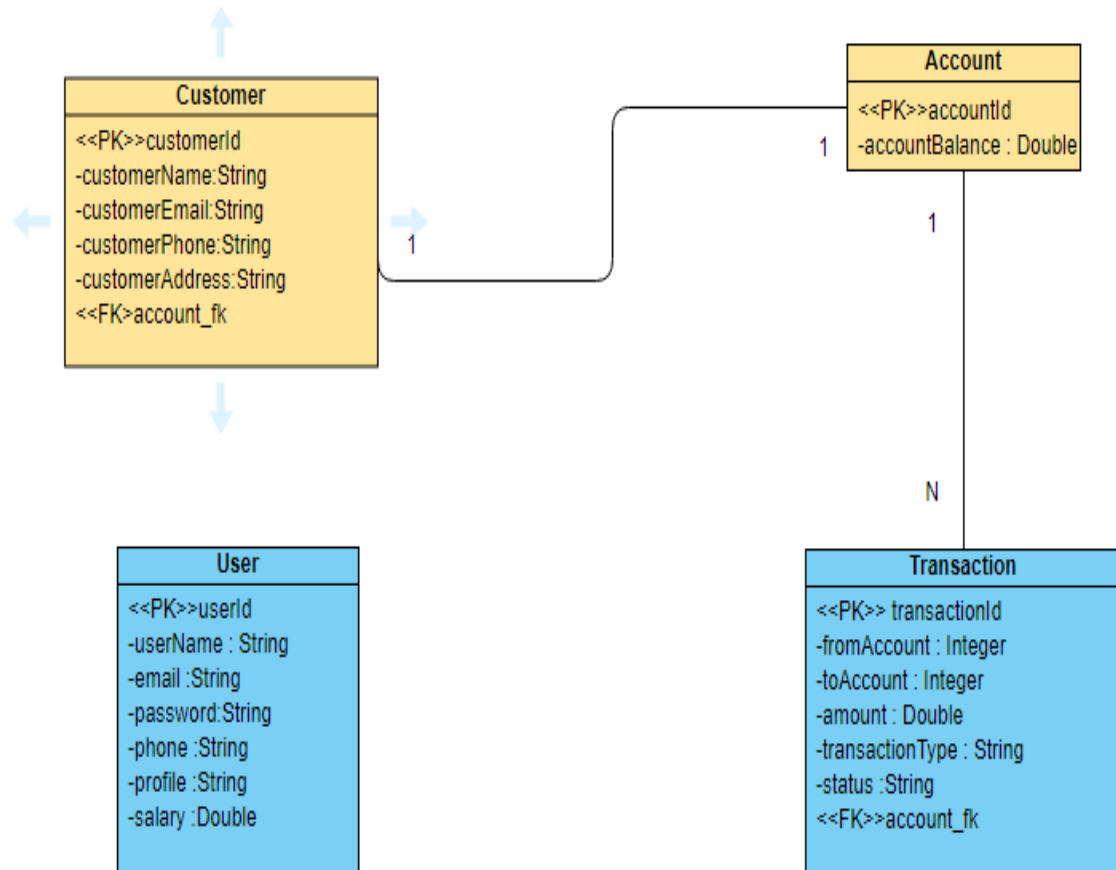 Customer
<<PK>>customerId
-customerName:String
-customerEmail:String
-customerPhone:String
-customerAddress:String
<<FK>account_fk
1
1
Account
<<PK>>accountId
-accountBalance : Double
1
N
User
<<PK>>userId
-userName : String
-email :String
-password:String
-phone :String
-profile :String
-salary :Double
Transaction
<<PK>> transactionId
-fromAccount : Integer
-toAccount : Integer
-amount : Double
-transactionType : String
-status :String
<<FK>>account_fk